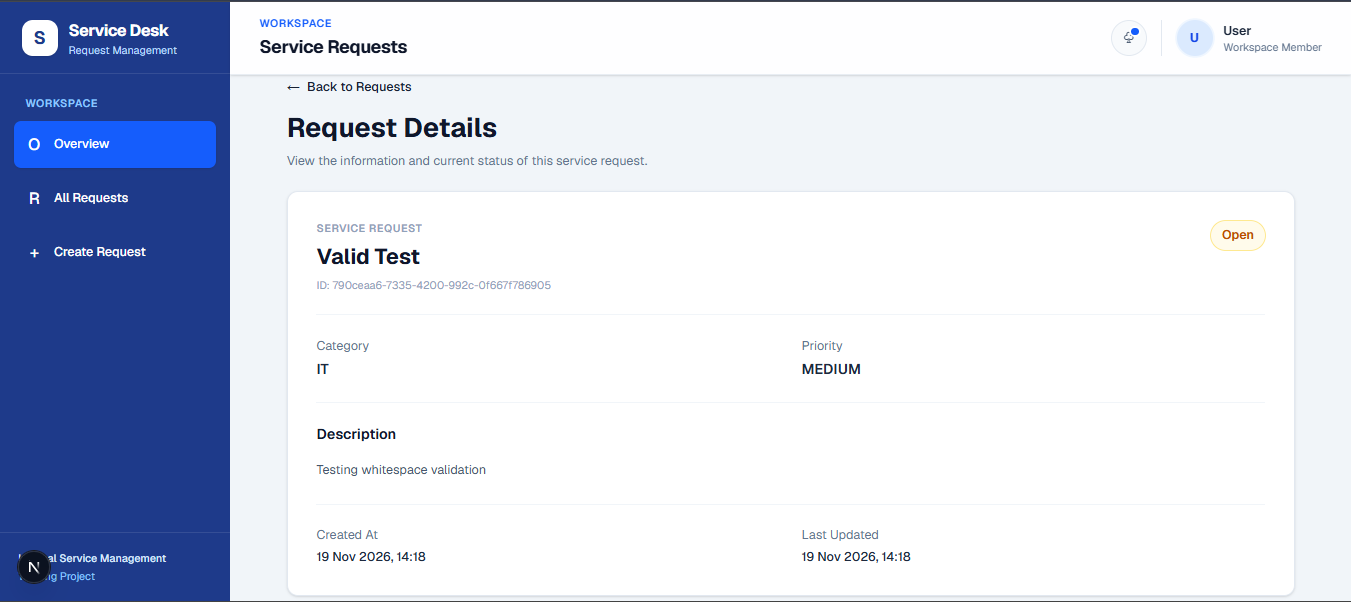 S
Service Desk
Request Management
WORKSPACE
O Overview
R All Requests
+ Create Request
al Service Management
Project
N
WORKSPACE
Service Requests
U
User
Workspace Member
← Back to Requests
Request Details
View the information and current status of this service request.
SERVICE REQUEST
Valid Test
ID: 790ceaa6-7335-4200-992c-0f667f786905
Open
Category
IT
Priority
MEDIUM
Description
Testing whitespace validation
Created At
19 Nov 2026, 14:18
Last Updated
19 Nov 2026, 14:18